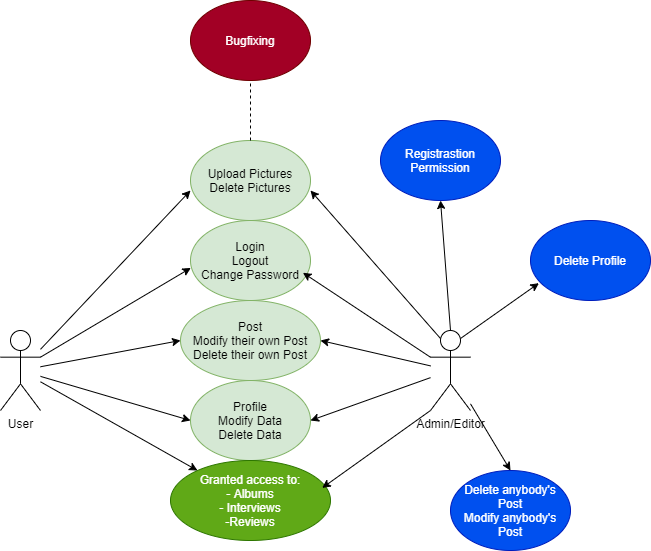 Bugfixing
Upload Pictures
Delete Pictures
Registrastion
Permission
Login
Logout
Change Password
Delete Profile
Post
Modify their own Post
Delete their own Post
User
Profile
Modify Data
Delete Data
Admin/Editor
Granted access to:
- Albums
- Interviews
-Reviews
Delete anybody's
Post
Modify anybody's
Post